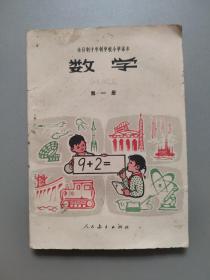 全日制十年制学校小学课本
数学
第一册
9+2=
人民教育出版社